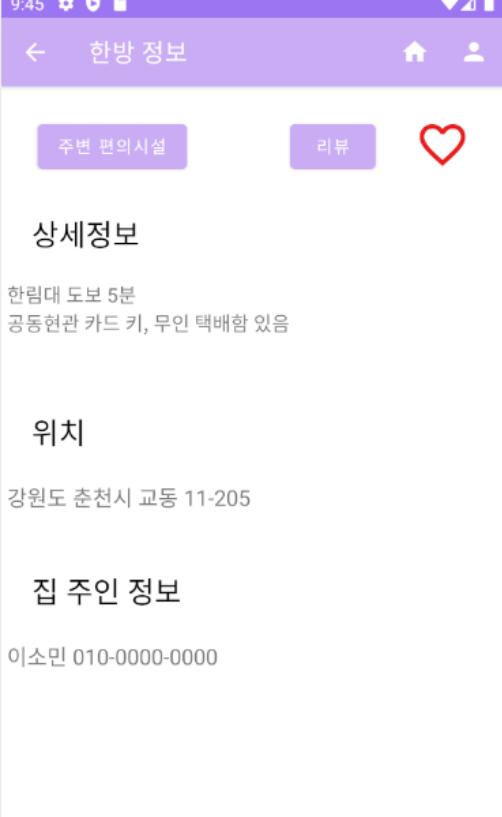 9:45
한방 정보
주변 편의시설
리뷰
상세정보
한림대 도보 5분
공동현관 카드 키, 무인 택배함 있음
위치
강원도 춘천시 교동 11-205
집 주인 정보
이소민 010-0000-0000